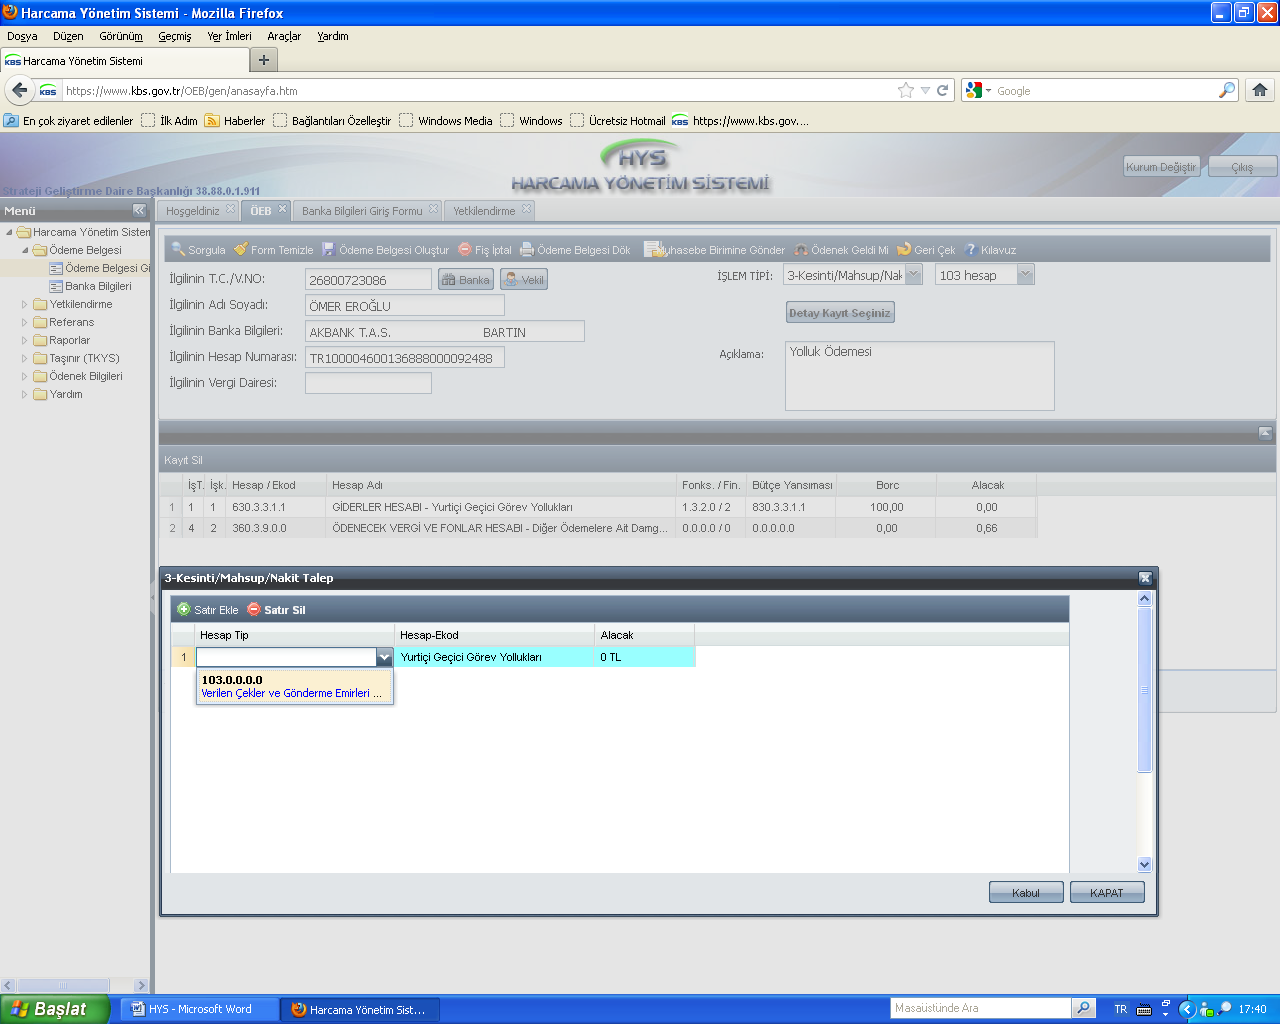 Harcama Yönetim Sistemi - Mozilla Firefox
Dosya Düzen Görünüm Geçmiş Yer İmleri Araçlar Yardım
KBS Harcama Yönetim Sistemi
KBS https://www.kbs.gov.tr/OEB/gen/anasayfa.htm Google
En çok ziyaret edilenler İlk Adım Haberler Bağlantıları Özelleştir Windows Media Windows Ücretsiz Hotmail KBS https://www.kbs.gov....
HYS
HARCAMA YÖNETİM SİSTEMİ
Kurum Değiştir Çıkış
Strateji Geliştirme Daire Başkanlığı 38.88.0.1.911
Menü
Hoşgeldiniz ÖEB Banka Bilgileri Giriş Formu Yetkilendirme
Harcama Yönetim Sistem
Ödeme Belgesi
Ödeme Belgesi Gi
Banka Bilgileri
Yetkilendirme
Referans
Raporlar
Taşınır (TKYS)
Ödenek Bilgileri
Yardım
Sorgula Form Temizle Ödeme Belgesi Oluştur Fiş İptal Ödeme Belgesi Dök Muhasebe Birimine Gönder Ödenek Geldi Mi Geri Çek Kılavuz
İlgilinin T.C./V.NO: 26800723086 Banka Vekil İŞLEM TİPİ: 3-Kesinti/Mahsup/Nak 103 hesap
İlgilinin Adı Soyadı: ÖMER EROĞLU
Detay Kayıt Seçiniz
İlgilinin Banka Bilgileri: AKBANK T.A.S. BARTIN
İlgilinin Hesap Numarası: TR100004600136888000092488 Açıklama: Yolluk Ödemesi
İlgilinin Vergi Dairesi:
Kayıt Sil
İşT. İşk. Hesap / Ekod Hesap Adı Fonks. / Fin. Bütçe Yansıması Borc Alacak
1 1 1 630.3.3.1.1 GİDERLER HESABI - Yurtiçi Geçici Görev Yollukları 1.3.2.0 / 2 830.3.3.1.1 100,00 0,00
2 4 2 360.3.9.0.0 ÖDENECEK VERGİ VE FONLAR HESABI - Diğer Ödemelere Ait Damg... 0.0.0.0 / 0 0.0.0.0.0 0,00 0,66
3-Kesinti/Mahsup/Nakit Talep
Satır Ekle Satır Sil
Hesap Tip Hesap-Ekod Alacak
1 Yurtiçi Geçici Görev Yollukları 0 TL
103.0.0.0.0
Verilen Çekler ve Gönderme Emirleri ...
Kabul KAPAT
Başlat HYS - Microsoft Word Harcama Yönetim Sist... Masaüstünde Ara TR 17:40